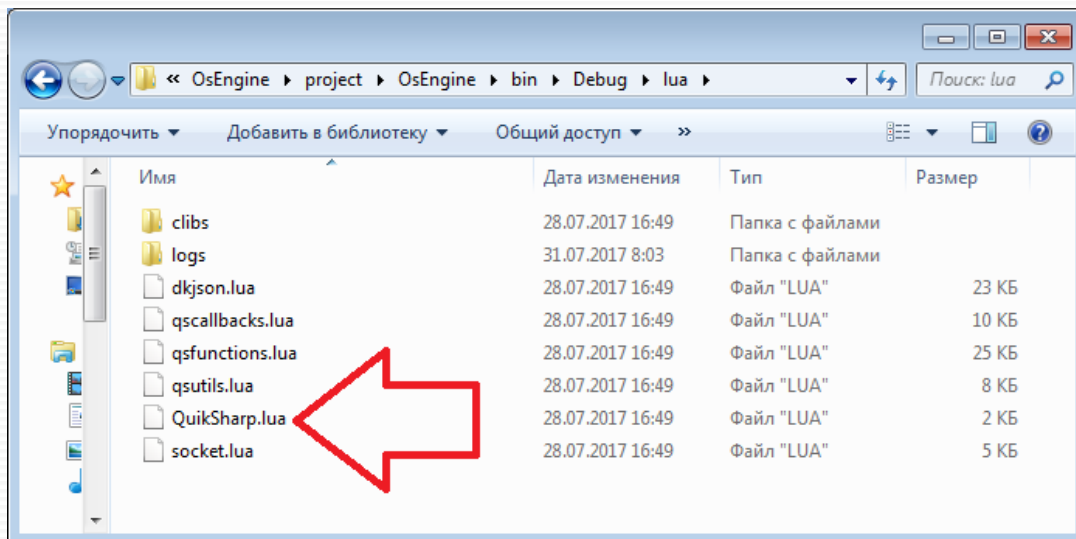 « OsEngine ▸ project ▸ OsEngine ▸ bin ▸ Debug ▸ lua ▸ Поиск: lua
Упорядочить ▾ Добавить в библиотеку ▾ Общий доступ ▾ »
Имя Дата изменения Тип Размер
clibs 28.07.2017 16:49 Папка с файлами
logs 31.07.2017 8:03 Папка с файлами
dkjson.lua 28.07.2017 16:49 Файл "LUA" 23 КБ
qscallbacks.lua 28.07.2017 16:49 Файл "LUA" 10 КБ
qsfunctions.lua 28.07.2017 16:49 Файл "LUA" 25 КБ
qsutils.lua 28.07.2017 16:49 Файл "LUA" 8 КБ
QuikSharp.lua 28.07.2017 16:49 Файл "LUA" 2 КБ
socket.lua 28.07.2017 16:49 Файл "LUA" 5 КБ